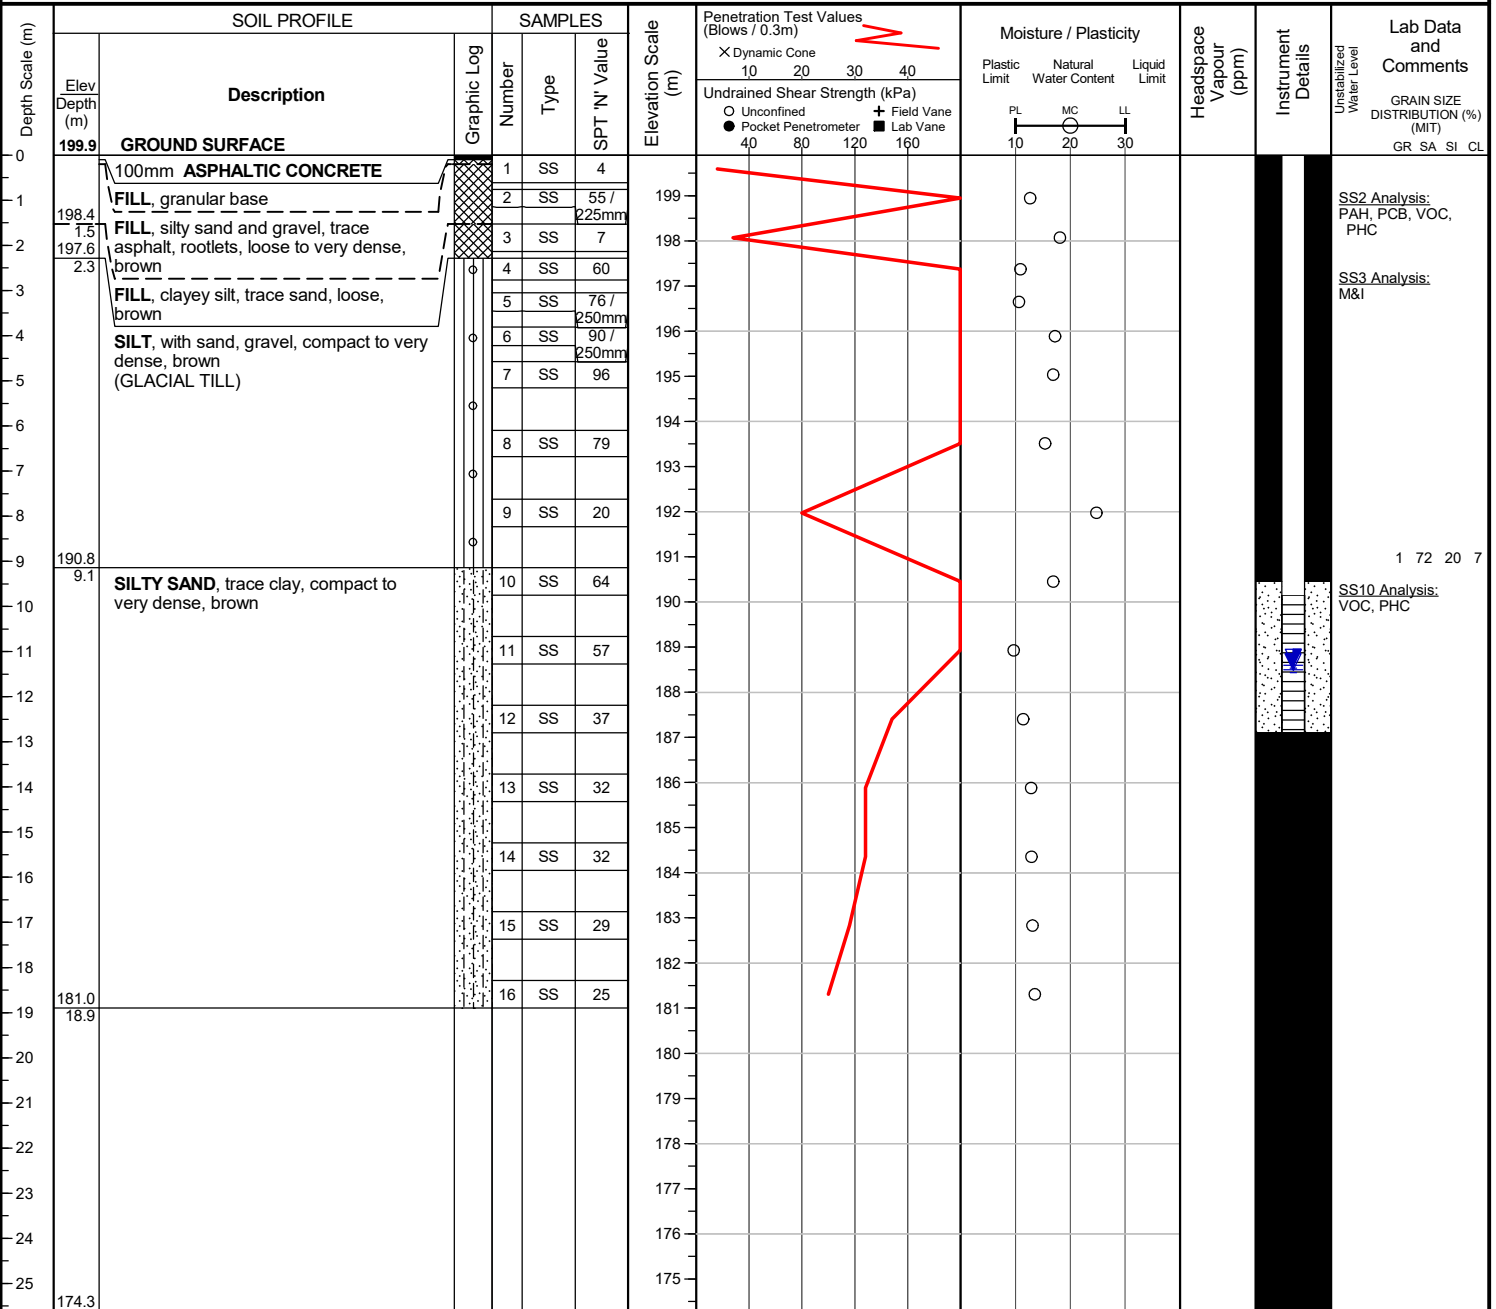 SOIL PROFILE
SAMPLES
Depth Scale (m)
Elev
Depth
(m)
199.9
Description
GROUND SURFACE
Graphic Log
Number
Type
SPT 'N' Value
Elevation Scale
(m)
Penetration Test Values
(Blows / 0.3m)
Dynamic Cone
10 20 30 40
Undrained Shear Strength (kPa)
Unconfined Field Vane
Pocket Penetrometer Lab Vane
40 80 120 160
Moisture / Plasticity
Plastic Natural Liquid
Limit Water Content Limit
PL MC LL
10 20 30
Headspace
Vapour
(ppm)
Instrument
Details
Unstabilized
Water Level
Lab Data
and
Comments
GRAIN SIZE
DISTRIBUTION (%)
(MIT)
GR SA SI CL
0
1
2
3
4
5
6
7
8
9
10
11
12
13
14
15
16
17
18
19
20
21
22
23
24
25
100mm ASPHALTIC CONCRETE
FILL, granular base
198.4
1.5
FILL, silty sand and gravel, trace
asphalt, rootlets, loose to very dense,
brown
197.6
2.3
FILL, clayey silt, trace sand, loose,
brown
SILT, with sand, gravel, compact to very
dense, brown
(GLACIAL TILL)
190.8
9.1
SILTY SAND, trace clay, compact to
very dense, brown
181.0
18.9
174.3
1 SS 4
2 SS 55 /
225mm
3 SS 7
4 SS 60
5 SS 76 /
250mm
6 SS 90 /
250mm
7 SS 96
8 SS 79
9 SS 20
10 SS 64
11 SS 57
12 SS 37
13 SS 32
14 SS 32
15 SS 29
16 SS 25
199
198
197
196
195
194
193
192
191
190
189
188
187
186
185
184
183
182
181
180
179
178
177
176
175
SS2 Analysis:
PAH, PCB, VOC,
PHC
SS3 Analysis:
M&I
1 72 20 7
SS10 Analysis:
VOC, PHC